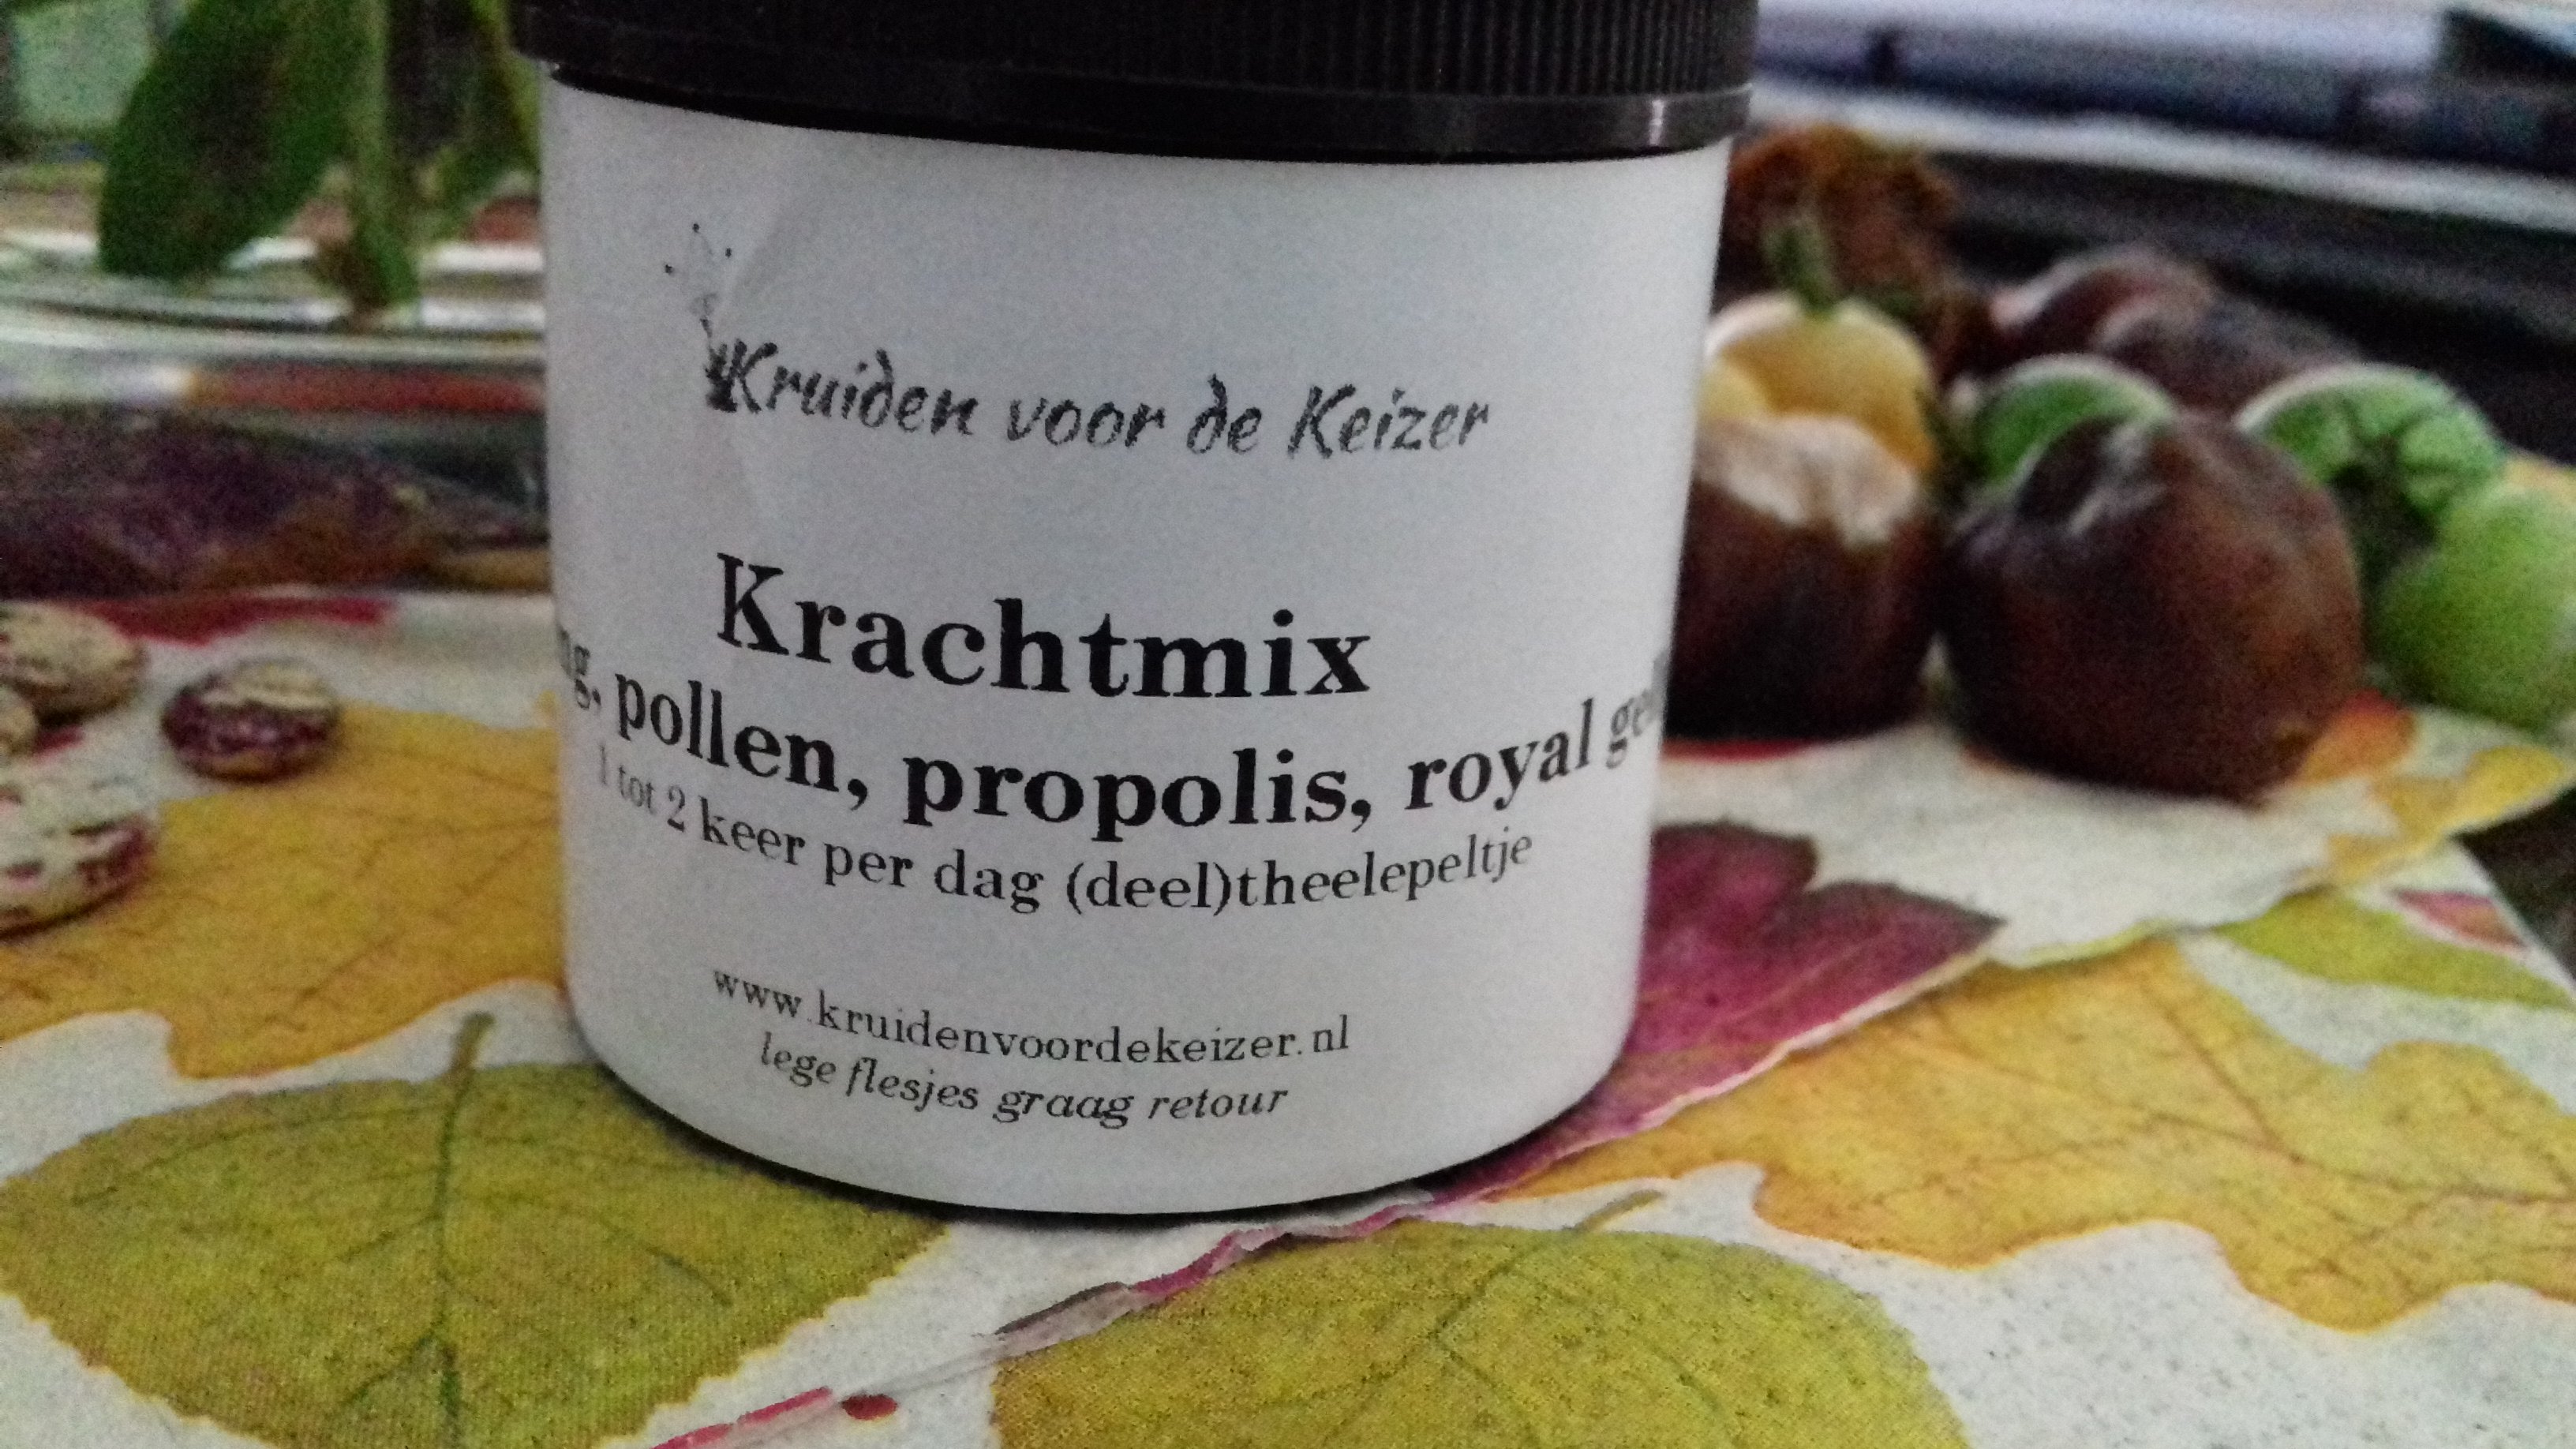 Kruiden voor de Keizer
Krachtmix
pollen, propolis, royal
1 tot 2 keer per dag (deel)theelepeltje
www.kruidenvoordekeizer.nl
lege flesjes graag retour